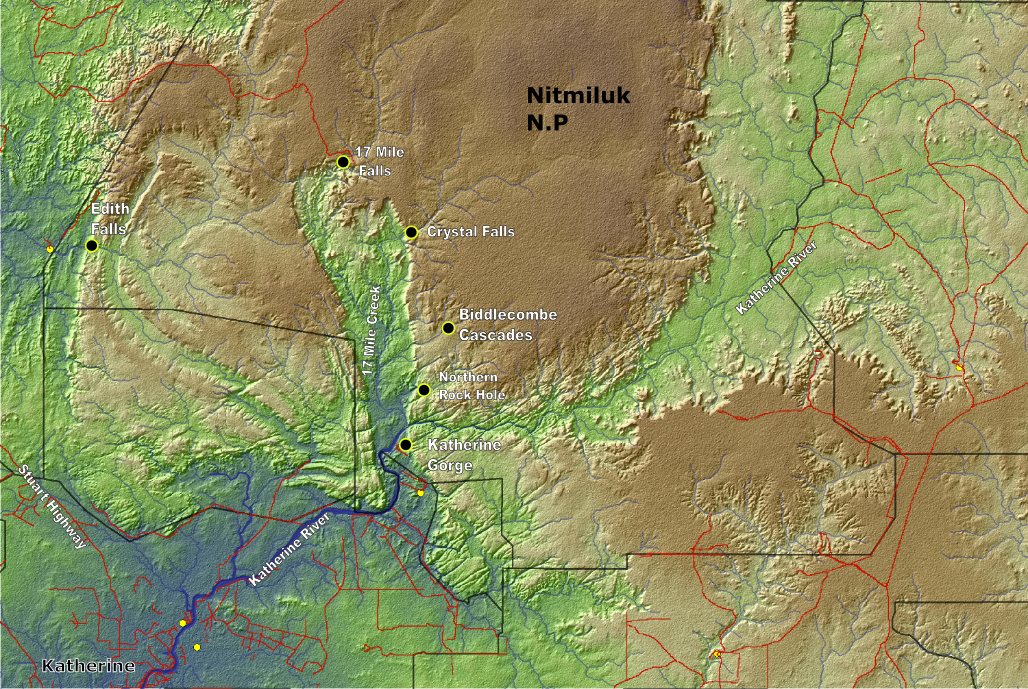 Nitmiluk
N.P
17 Mile
Falls
Edith
Falls
Crystal Falls
Katherine River
17 Mile Creek
Biddlecombe
Cascades
Northern
Rock Hole
Katherine
Gorge
Stuart Highway
Katherine River
Katherine